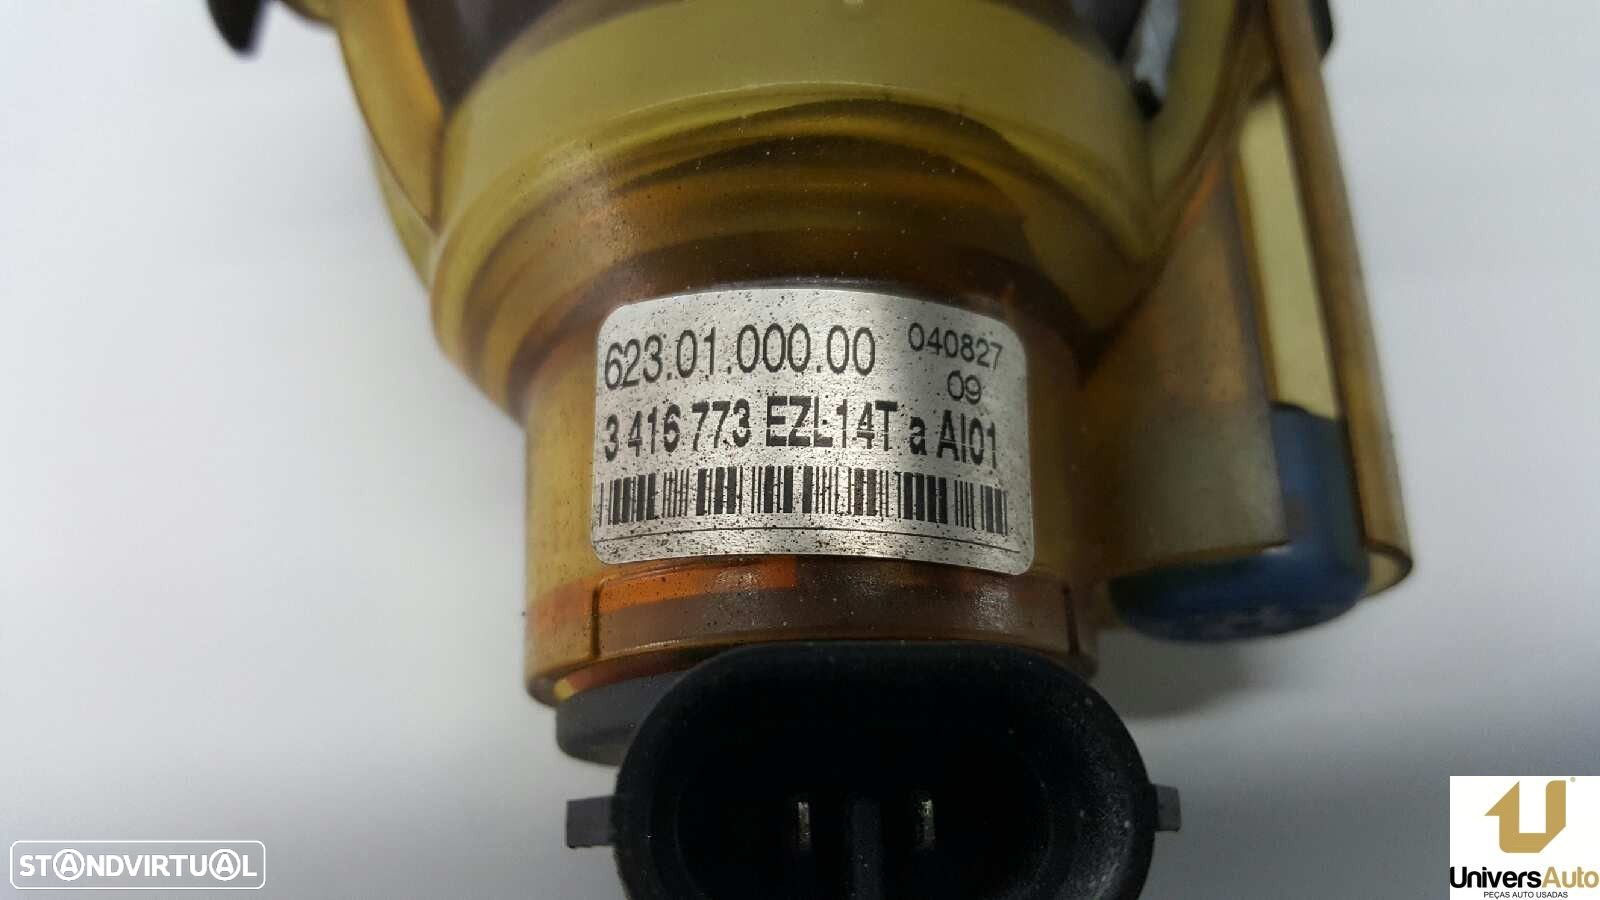 623.01.000.00
040827
09
3 416 773 EZL14T a AI01
STANDVIRTUAL
UNIVERSAUTO
PEÇAS AUTO USADAS